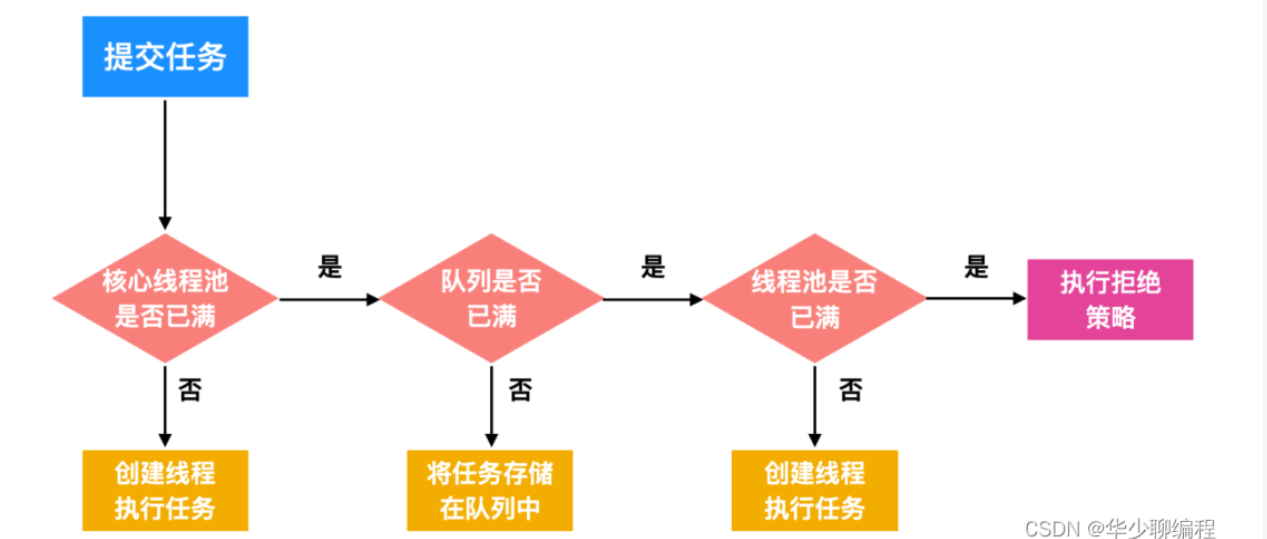 提交任务
核心线程池
是否已满
是
队列是否
已满
是
线程池是否
已满
是
执行拒绝
策略
否
否
否
创建线程
执行任务
将任务存储
在队列中
创建线程
执行任务
CSDN @华少聊编程